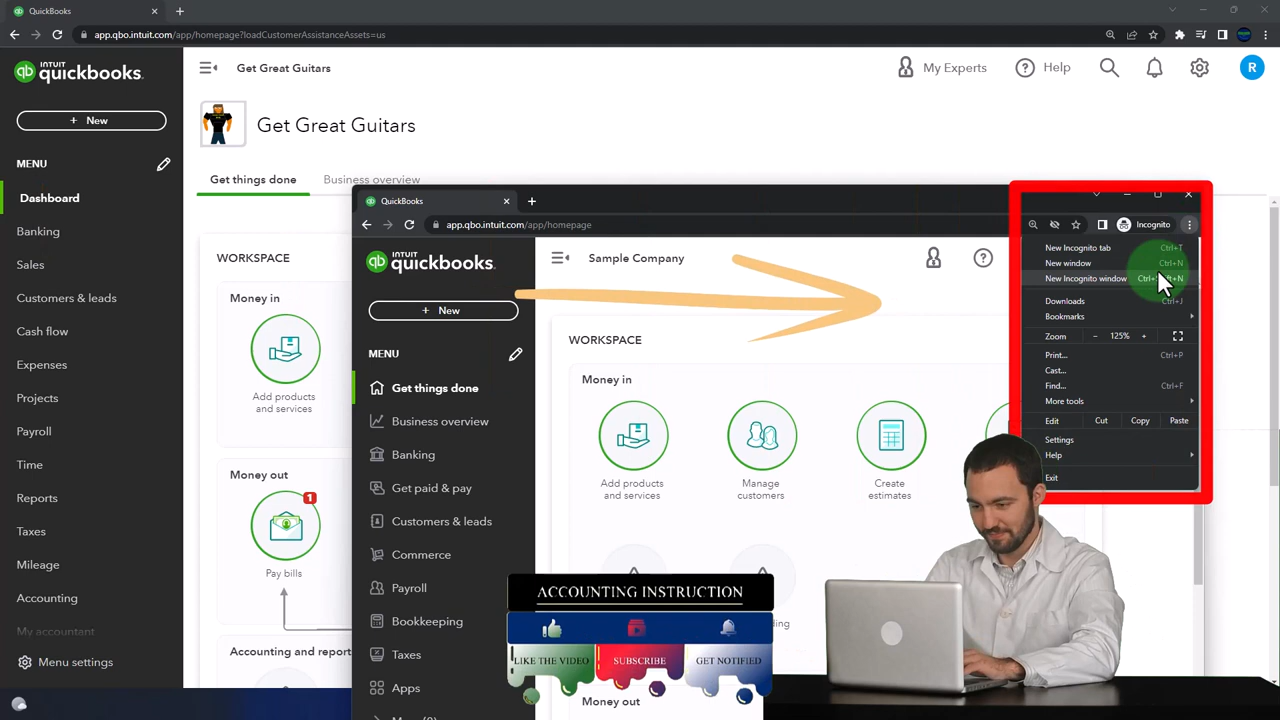 QuickBooks
app.qbo.intuit.com/app/homepage?loadCustomerAssistanceAssets=us
INTUIT
quickbooks.
Get Great Guitars
My Experts
Help
R
+ New
Get Great Guitars
MENU
Get things done
Business overview
Dashboard
Banking
Sales
Customers & leads
Cash flow
Expenses
Projects
Payroll
Time
Reports
Taxes
Mileage
Accounting
My accountant
Menu settings
WORKSPACE
Money in
Add products
and services
Money out
1
Pay bills
Accounting and report
QuickBooks
app.qbo.intuit.com/app/homepage
Incognito
INTUIT
quickbooks.
Sample Company
+ New
MENU
Get things done
Business overview
Banking
Get paid & pay
Customers & leads
Commerce
Payroll
Bookkeeping
Taxes
Apps
WORKSPACE
Money in
Add products
and services
Manage
customers
Create
estimates
Money out
New Incognito tab Ctrl+T
New window Ctrl+N
New Incognito window
Downloads Ctrl+J
Bookmarks
Zoom - 125% +
Print... Ctrl+P
Cast...
Find... Ctrl+F
More tools
Edit Cut Copy Paste
Settings
Help
Exit
ACCOUNTING INSTRUCTION
LIKE THE VIDEO
SUBSCRIBE
GET NOTIFIED